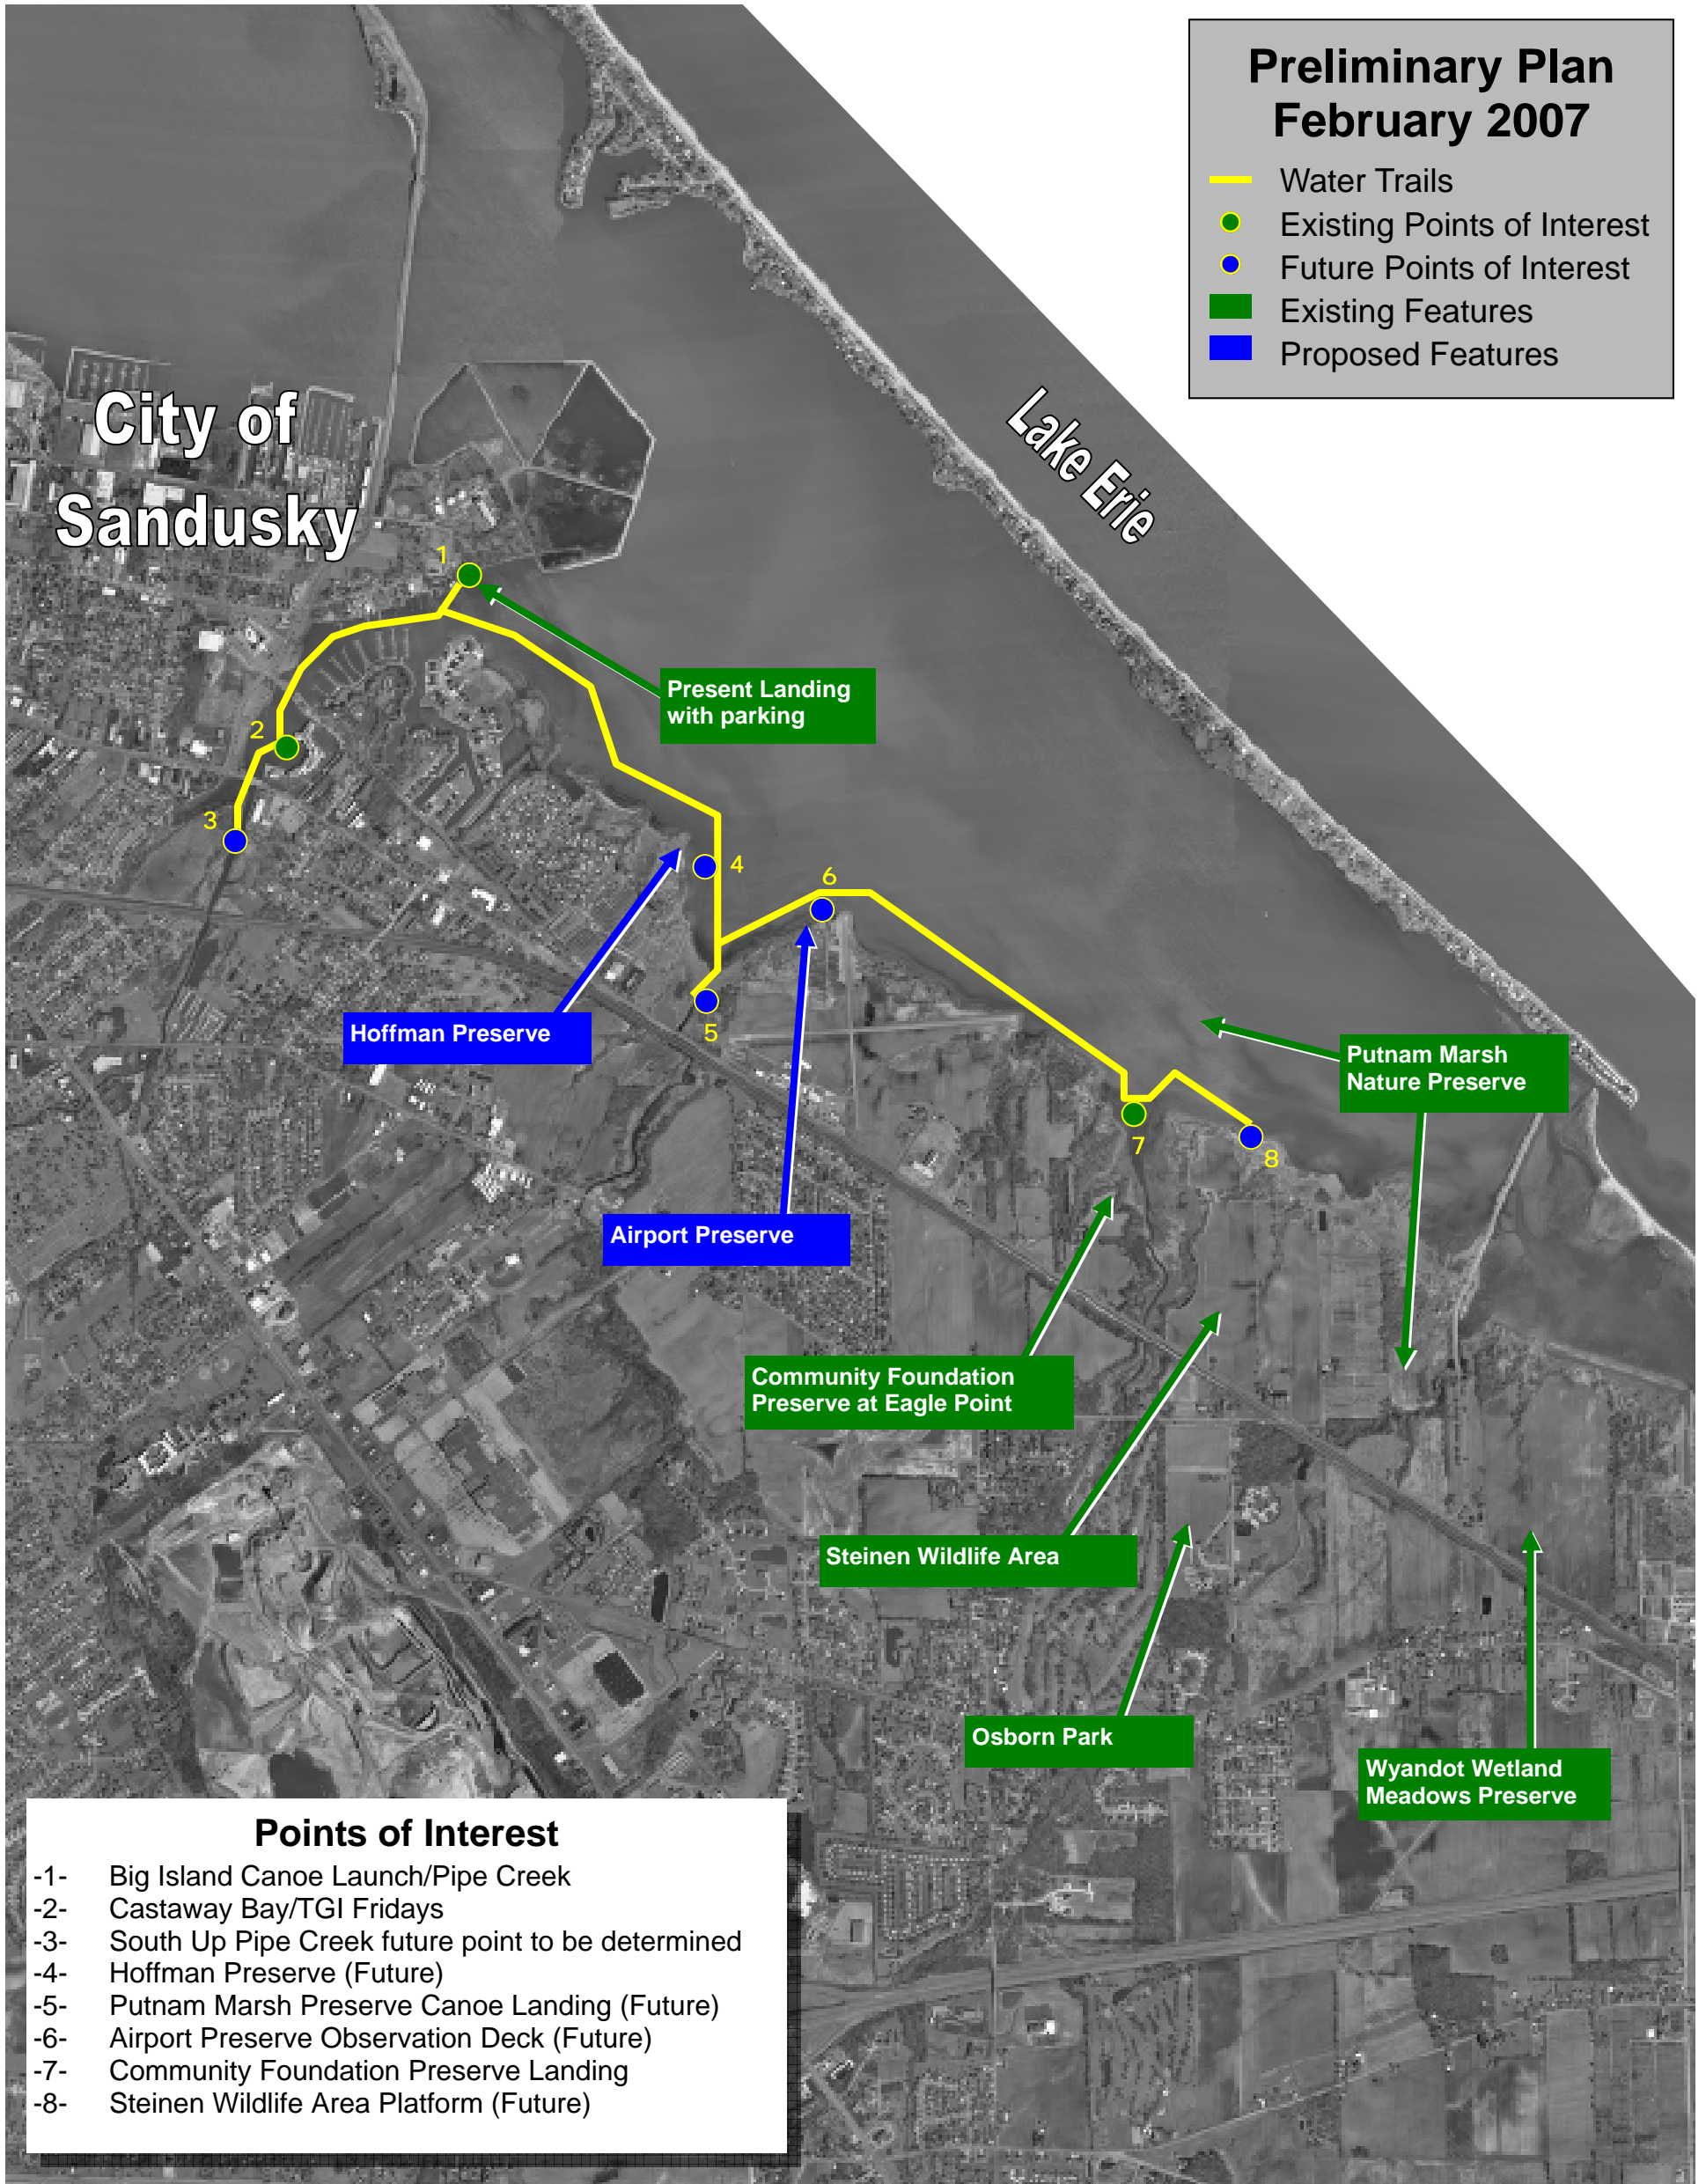 Preliminary Plan
February 2007
Water Trails
Existing Points of Interest
Future Points of Interest
Existing Features
Proposed Features
City of
Sandusky
Lake Erie
1
Present Landing
with parking
2
3
4
6
5
Hoffman Preserve
Putnam Marsh
Nature Preserve
7
8
Airport Preserve
Community Foundation
Preserve at Eagle Point
Steinen Wildlife Area
Osborn Park
Wyandot Wetland
Meadows Preserve
Points of Interest
-1- Big Island Canoe Launch/Pipe Creek
-2- Castaway Bay/TGI Fridays
-3- South Up Pipe Creek future point to be determined
-4- Hoffman Preserve (Future)
-5- Putnam Marsh Preserve Canoe Landing (Future)
-6- Airport Preserve Observation Deck (Future)
-7- Community Foundation Preserve Landing
-8- Steinen Wildlife Area Platform (Future)